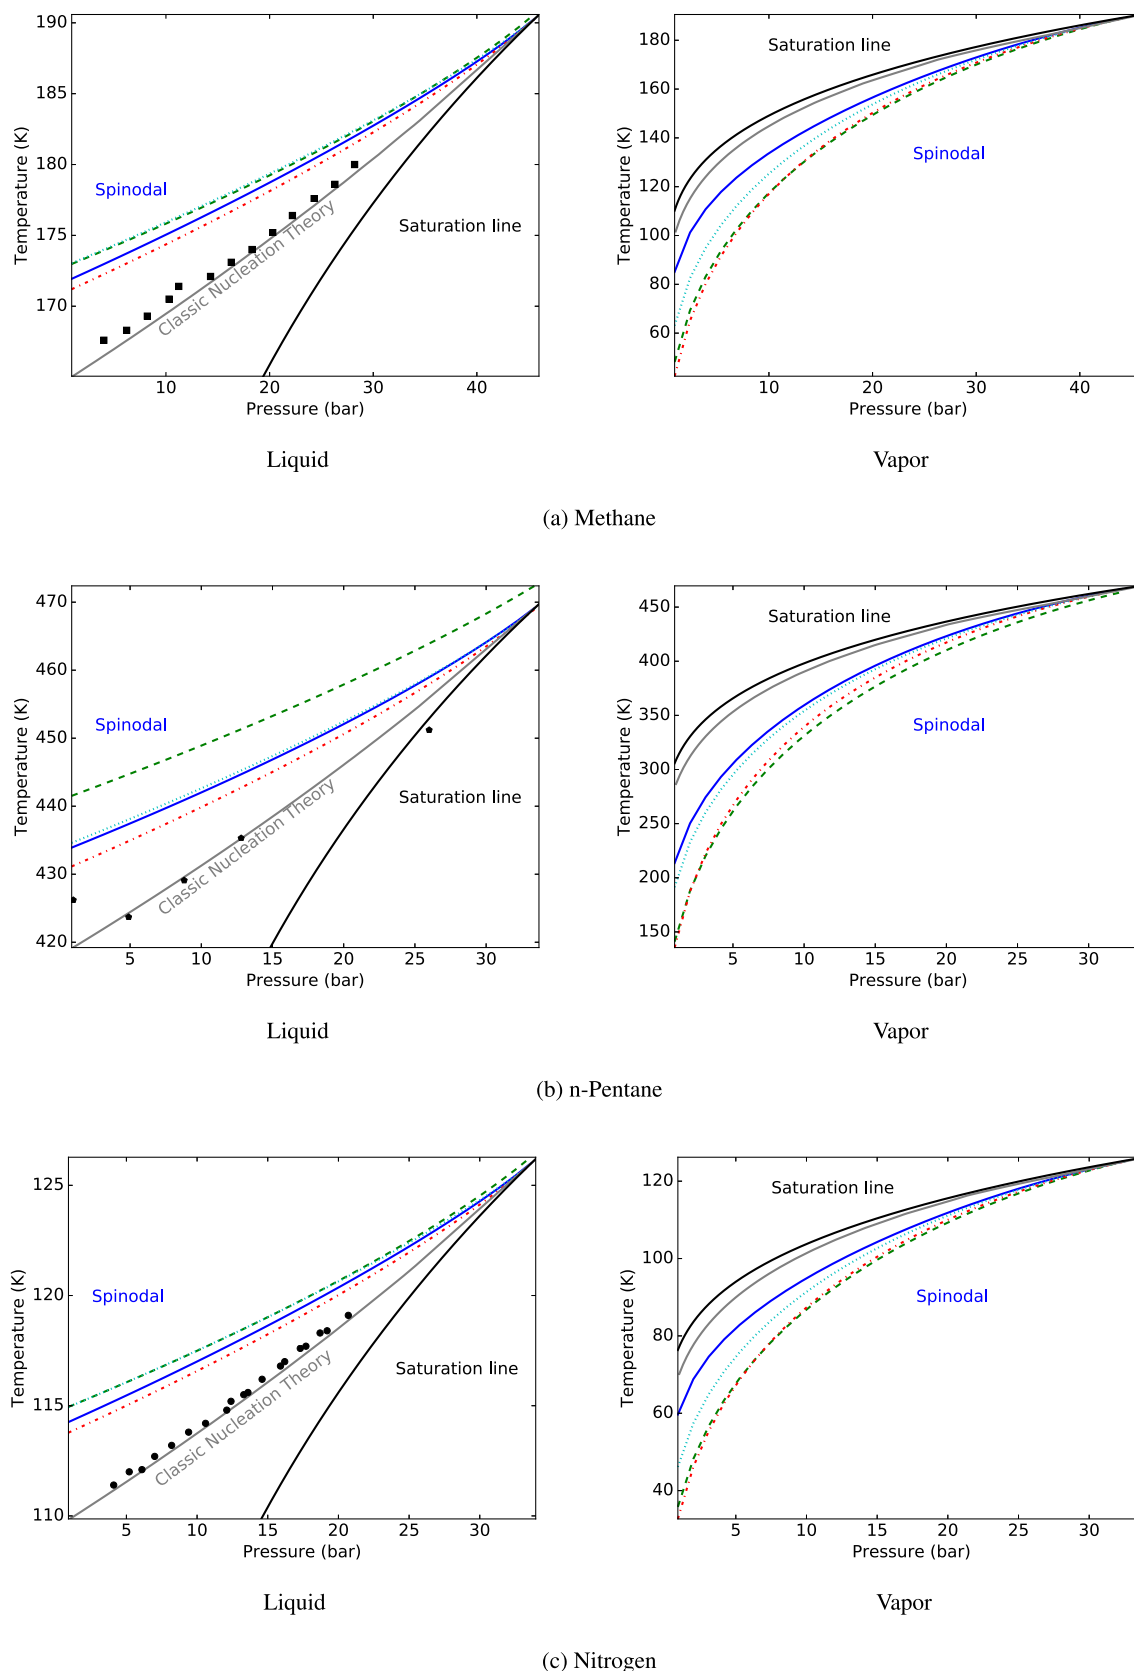 190
185
180
175
170
Temperature (K)
Spinodal
Classic Nucleation Theory
Saturation line
10
20
30
40
Pressure (bar)
Liquid
180
160
140
120
100
80
60
Temperature (K)
Saturation line
Spinodal
10
20
30
40
Pressure (bar)
Vapor
(a) Methane
470
460
450
440
430
420
Temperature (K)
Spinodal
Classic Nucleation Theory
Saturation line
5
10
15
20
25
30
Pressure (bar)
Liquid
450
400
350
300
250
200
150
Temperature (K)
Saturation line
Spinodal
5
10
15
20
25
30
Pressure (bar)
Vapor
(b) n-Pentane
125
120
115
110
Temperature (K)
Spinodal
Classic Nucleation Theory
Saturation line
5
10
15
20
25
30
Pressure (bar)
Liquid
120
100
80
60
40
Temperature (K)
Saturation line
Spinodal
5
10
15
20
25
30
Pressure (bar)
Vapor
(c) Nitrogen